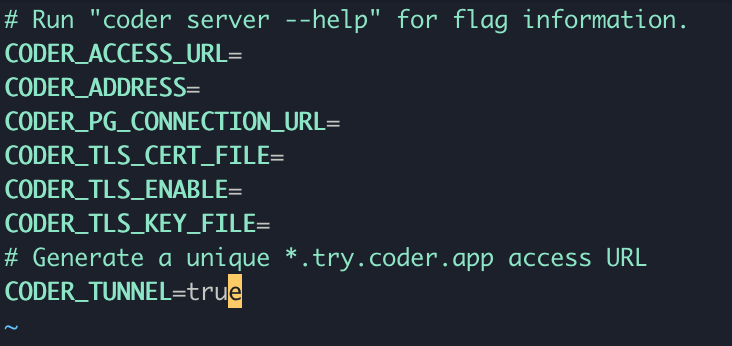 # Run "coder server --help" for flag information.
CODER_ACCESS_URL=
CODER_ADDRESS=
CODER_PG_CONNECTION_URL=
CODER_TLS_CERT_FILE=
CODER_TLS_ENABLE=
CODER_TLS_KEY_FILE=
# Generate a unique *.try.coder.app access URL
CODER_TUNNEL=true
~